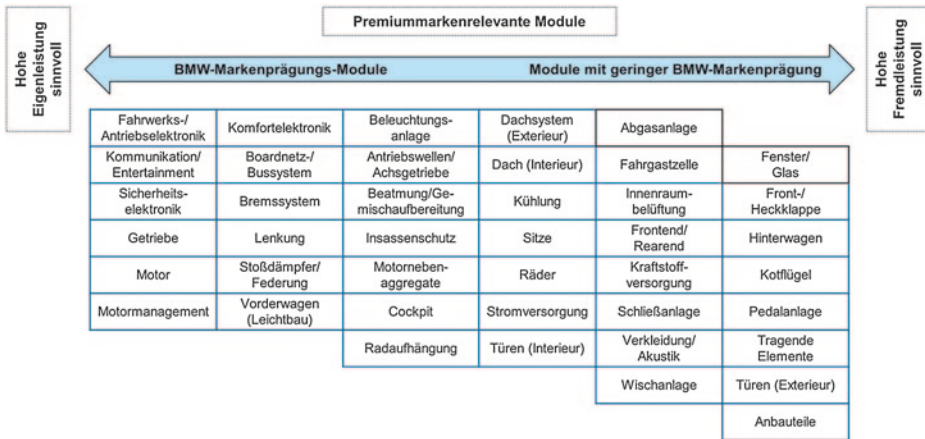 Premiummarkenrelevante Module
Hohe
Eigenleistung
sinnvoll
BMW-Markenprägungs-Module
Module mit geringer BMW-Markenprägung
Hohe
Fremdleistung
sinnvoll
Fahrwerks-/
Antriebselektronik
Komfortelektronik
Beleuchtungs-
anlage
Dachsystem
(Exterieur)
Abgasanlage
Kommunikation/
Entertainment
Boardnetz-/
Bussystem
Antriebswellen/
Achsgetriebe
Dach (Interieur)
Fahrgastzelle
Fenster/
Glas
Sicherheits-
elektronik
Bremssystem
Beatmung/Ge-
mischaufbereitung
Kühlung
Innenraum-
belüftung
Front-/
Heckklappe
Getriebe
Lenkung
Insassenschutz
Sitze
Frontend/
Rearend
Hinterwagen
Motor
Stoßdämpfer/
Federung
Motorneben-
aggregate
Räder
Kraftstoff-
versorgung
Kotflügel
Motormanagement
Vorderwagen
(Leichtbau)
Cockpit
Stromversorgung
Schließanlage
Pedalanlage
Radaufhängung
Türen (Interieur)
Verkleidung/
Akustik
Tragende
Elemente
Wischanlage
Türen (Exterieur)
Anbauteile